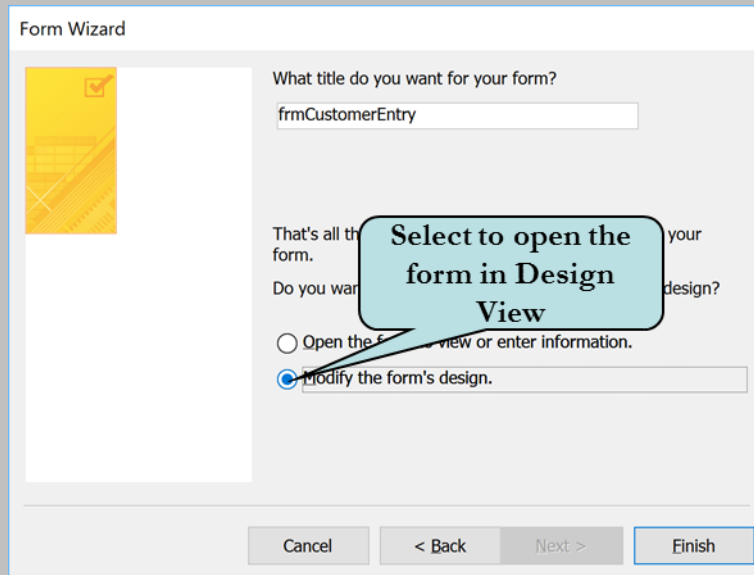 Form Wizard
What title do you want for your form?
frmCustomerEntry
That's all th
your
form.
Do you wan
design?
Select to open the
form in Design
View
Open the view or enter information.
Modify the form's design.
Cancel
< Back
Next >
Finish